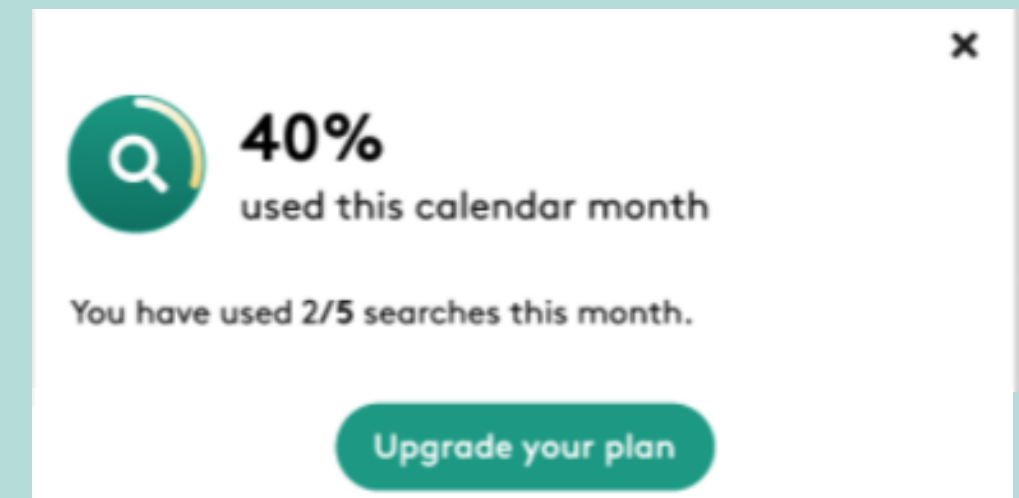 40%
used this calendar month
You have used 2/5 searches this month.
Upgrade your plan